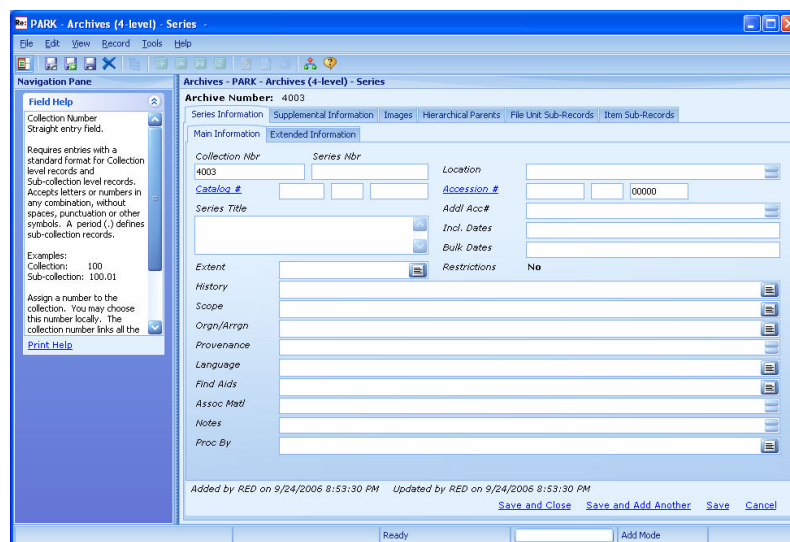 Re: PARK - Archives (4-level) - Series -
File Edit View Record Tools Help
Navigation Pane
Archives - PARK - Archives (4-level) - Series
Field Help
Collection Number
Straight entry field.
Requires entries with a
standard format for Collection
level records and
Sub-collection level records.
Accepts letters or numbers in
any combination, without
spaces, punctuation or other
symbols. A period (.) defines
sub-collection records.
Examples:
Collection: 100
Sub-collection: 100.01
Assign a number to the
collection. You may choose
this number locally. The
collection number links all the
Print Help
Archive Number: 4003
Series Information Supplemental Information Images Hierarchical Parents File Unit Sub-Records Item Sub-Records
Main Information Extended Information
Collection Nbr Series Nbr
4003
Location
Catalog # Accession # 00000
Series Title Addl Acc#
Incl. Dates
Bulk Dates
Extent Restrictions No
History
Scope
Orgn/Arrgn
Provenance
Language
Find Aids
Assoc Matl
Notes
Proc By
Added by RED on 9/24/2006 8:53:30 PM Updated by RED on 9/24/2006 8:53:30 PM
Save and Close Save and Add Another Save Cancel
Ready Add Mode